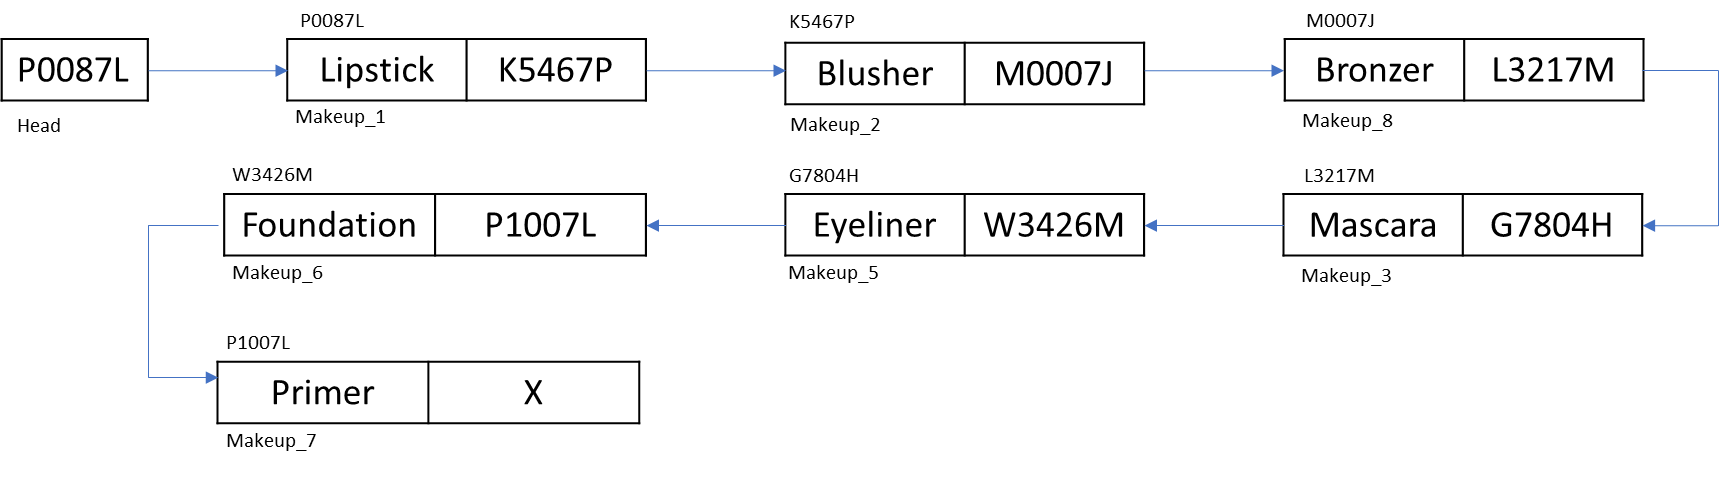 P0087L
Head
P0087L
Lipstick K5467P
Makeup_1
K5467P
Blusher M0007J
Makeup_2
M0007J
Bronzer L3217M
Makeup_8
L3217M
Mascara G7804H
Makeup_3
G7804H
Eyeliner W3426M
Makeup_5
W3426M
Foundation P1007L
Makeup_6
P1007L
Primer X
Makeup_7